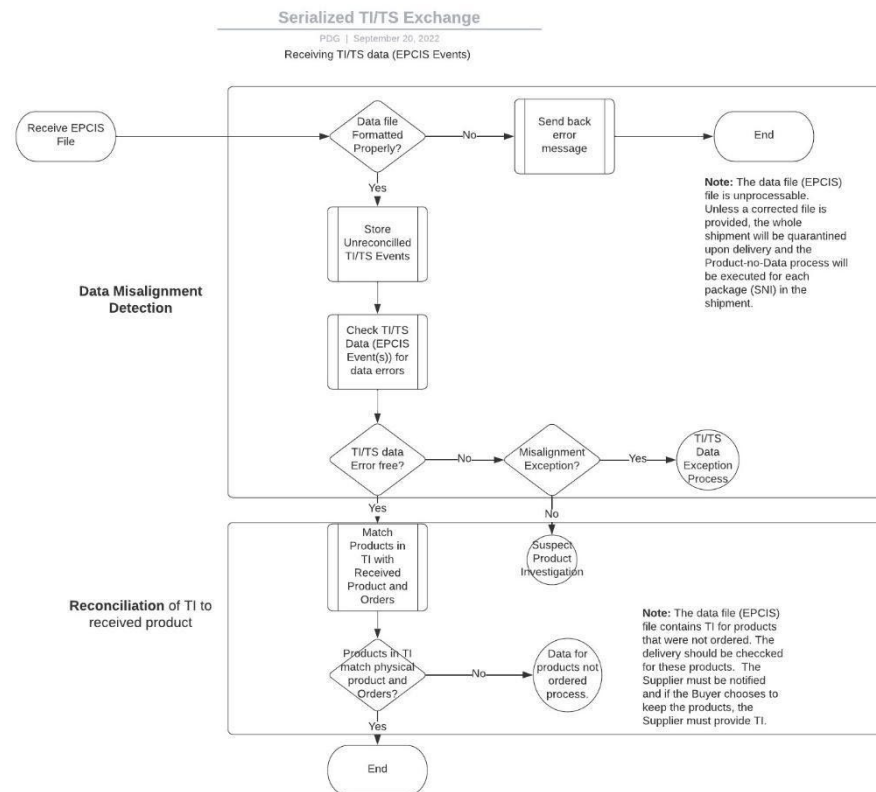 Serialized TI/TS Exchange
PDG | September 20, 2022
Receiving TI/TS data (EPCIS Events)
Receive EPCIS
File
Data file
Formatted
Properly?
No
Send back
error
message
End
Note: The data file (EPCIS)
file is unprocessable.
Unless a corrected file is
provided, the whole
shipment will be quarantined
upon delivery and the
Product-no-Data process will
be executed for each
package (SNI) in the
shipment.
Yes
Store
Unreconcilled
TI/TS Events
Data Misalignment
Detection
Check TI/TS
Data (EPCIS
Event(s)) for
data errors
TI/TS data
Error free?
No
Misalignment
Exception?
Yes
TI/TS
Data
Exception
Process
Yes
No
Match
Products in
TI with
Received
Product and
Orders
Suspect
Product
Investigation
Reconciliation of TI to
received product
Products in TI
match physical
product and
Orders?
No
Data for
products not
ordered
process.
Note: The data file (EPCIS)
file contains TI for products
that were not ordered. The
delivery should be checcked
for these products. The
Supplier must be notified
and if the Buyer chooses to
keep the products, the
Supplier must provide TI.
Yes
End